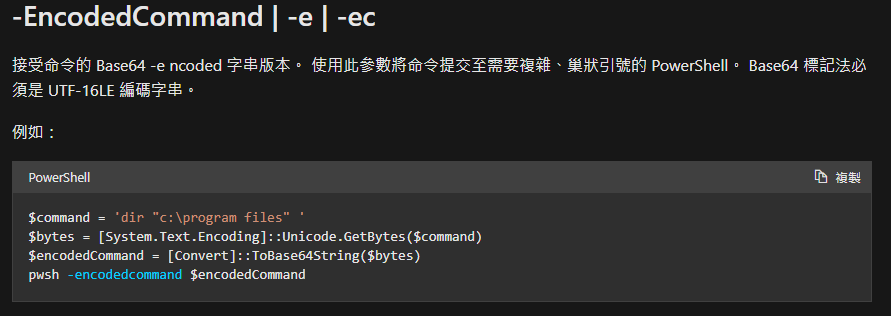 -EncodedCommand | -e | -ec
接受命令的 Base64 -e ncoded 字串版本。 使用此參數將命令提交至需要複雜、巢狀引號的 PowerShell。 Base64 標記法必
須是 UTF-16LE 編碼字串。
例如：
PowerShell
複製
$command = 'dir "c:\program files" '
$bytes = [System.Text.Encoding]::Unicode.GetBytes($command)
$encodedCommand = [Convert]::ToBase64String($bytes)
pwsh -encodedcommand $encodedCommand